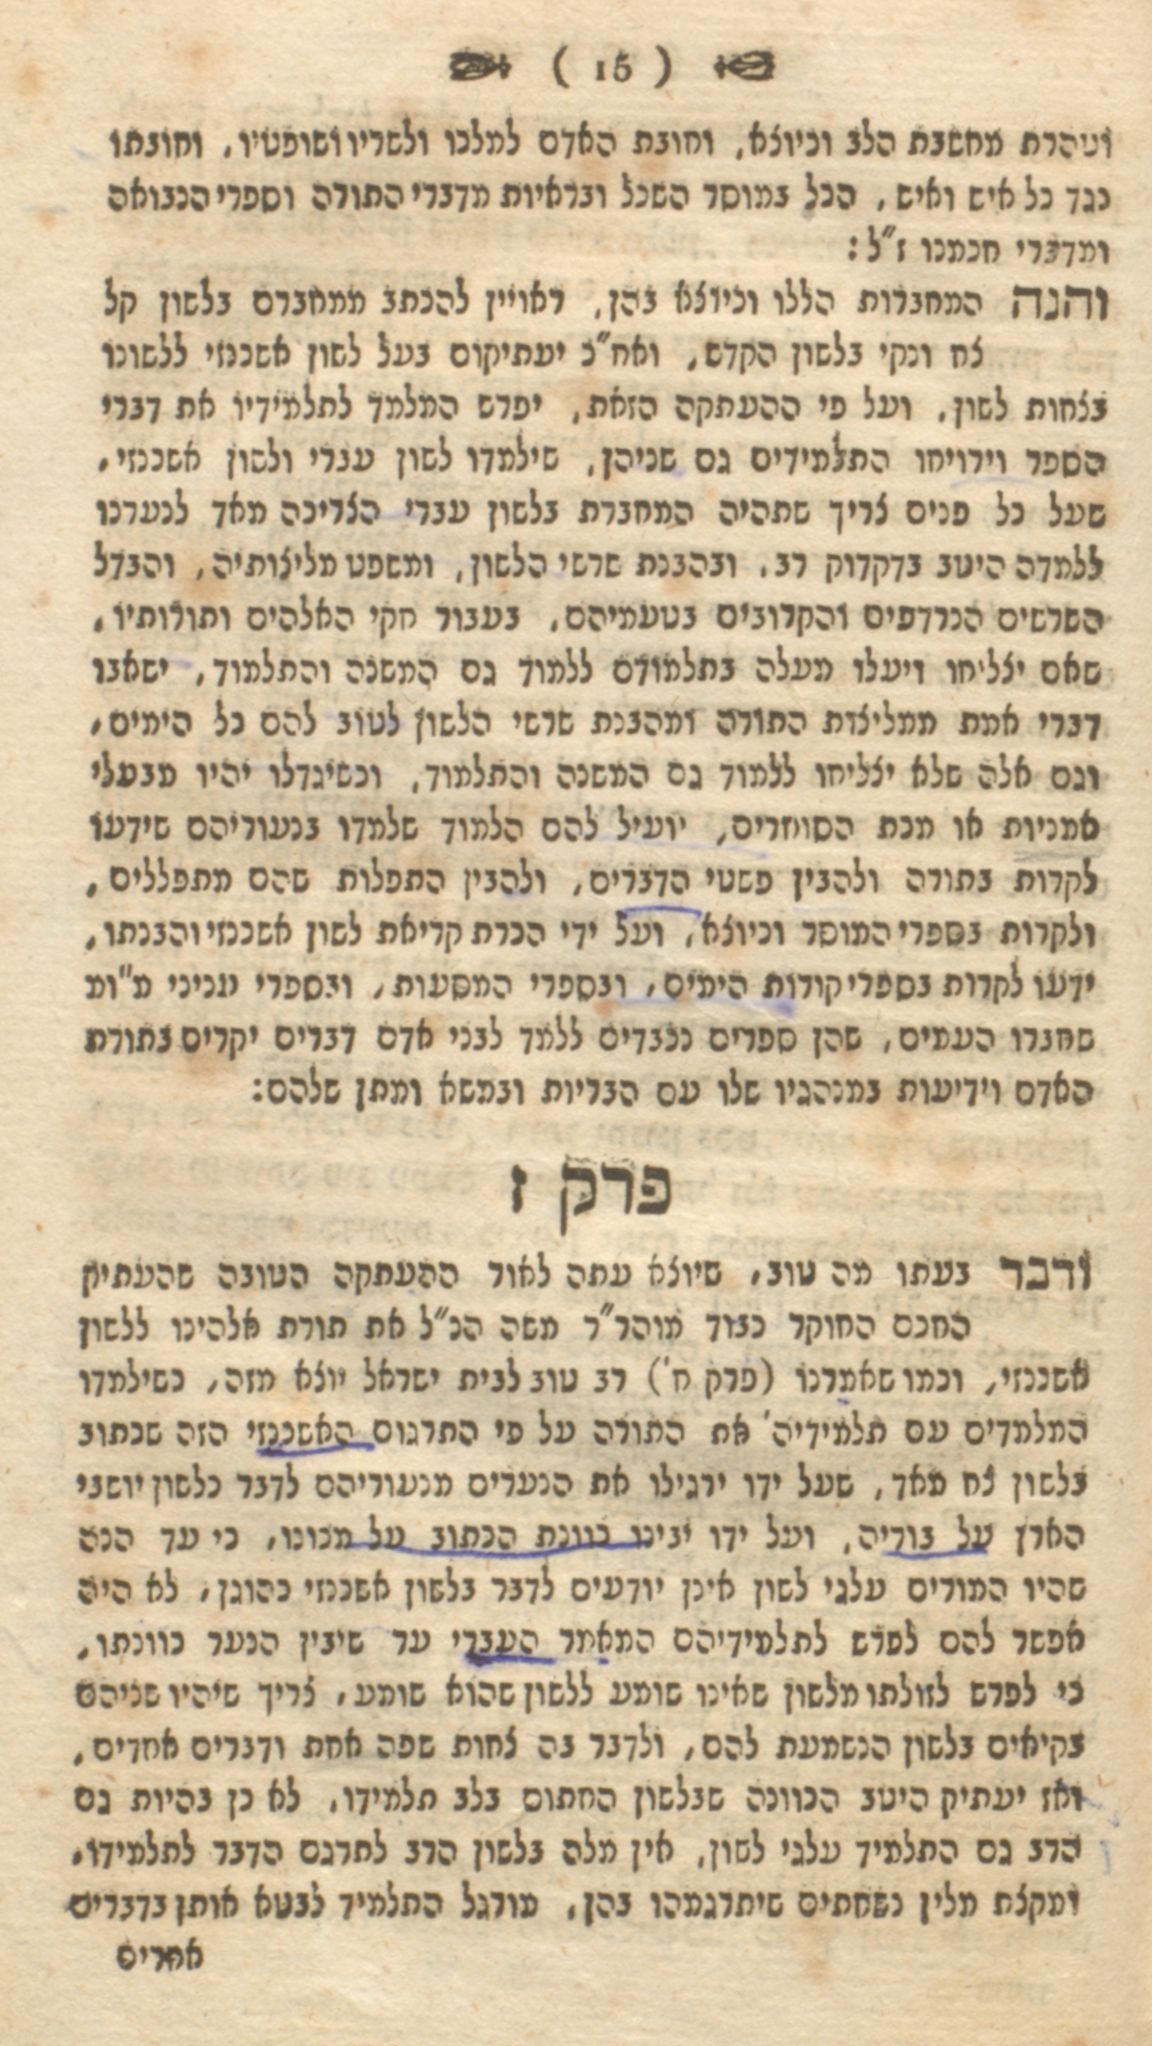 ( 15 )
וטהרת מחשבת הלב וכיוצא, וחובת האדם למלכו ולשריו ושופטיו, וחובתו
כנגד כל איש ואיש, הכל במוסר השכל ובראיות מדברי התורה וספרי הנבואה
ומדברי חכמנו ז״ל:
והנה המחברות הללו וכיוצא בהן, ראויין להכתב ממחברם בלשון קל
צח ונקי בלשון הקדש, ואח״כ יעתיקום בעל לשון אשכנזי ללשונו
בצחות לשון. ועל פי ההעתקה הזאת, יפרש המלמד לתלמידיו את דברי
הספר וירויחו התלמידים גם שניהן, שילמדו לשון עברי ולשון אשכנזי,
שעל כל פנים צריך שתהיה המחברת בלשון עברי הצריכה מאד לנערנו
ללמדה היטב בדקדוק רב, ובהבנת שרשי הלשון, ומשפט מליצותיה, והבדל
השרשים הנרדפים והקרובים בטעמיהם, בעבור חקי האלהים ותורותיו,
שאם יצליחו ויעלו מעלה בתלמודם ללמוד גם המשנה והתלמוד, ישאבו
דברי אמת ממליצת התורה ומהבנת שרשי הלשון לטוב להם כל הימים,
וגם אלה שלא יצליחו ללמוד גם המשנה והתלמוד, וכשיגדלו יהיו מבעלי
אמניות או מכת הסוחרים, יועיל להם הלמוד שלמדו בנעוריהם שידעו
לקרות בתורה ולהבין פשטי הדברים, ולהבין התפלות שהם מתפללים,
ולקרות בספרי המוסר וכיוצא, ועל ידי הכרת קריאת לשון אשכנזי והבנתו,
ידעו לקרות בספרי קורות הימים, ובספרי המסעות, ובספרי עניני מ״ומ
שחברו העמים, שהן ספרים נכבדים ללמד לבני אדם דברים יקרים בתורת
האדם וידיעות במנהגיו שלו עם הבריות ובמשא ומתן שלהם:
פרק ז
ודבר בעתו מה טוב, שיוצא עתה לאור ההעתקה הטובה שהעתיק
החכם החוקר כבוד מוהר״ר משה הנ״ל את תורת אלהינו ללשון
אשכנזי, וכמו שאמרנו (פרק ח׳) רב טוב לבית ישראל יוצא מזה, כשילמדו
המלמדים עם תלמידיה׳ את התורה על פי התרגום האשכנזי הזה שכתוב
בלשון צח מאד, שעל ידו ירגילו את הנערים מנעוריהם לדבר כלשון יושבי
הארץ על בוריה, ועל ידו יבינו כוונת הכתוב על מכונו, כי עד הנה
שהיו המורים עלגי לשון אינן יודעים לדבר בלשון אשכנזי כהוגן, לא היה
אפשר להם לפרש לתלמידיהם המאמר העברי עד שיבין הנער כוונתו,
כי לפרש לזולתו מלשון שאינו שומע ללשון שהוא שומע, צריך שיהיו שניהם
בקיאים בלשון הנשמעת להם, ולדבר בה צחות שפה אחת ודברים אחדים,
ואז יעתיק היטב הכוונה שבלשון החתום בלב תלמידו, לא כן בהיות גם
הרב גם התלמיד עלגי לשון, אין מלה בלשון הרב לתרגם הדבר לתלמידו,
ומקצת מלין נשחתים שיתרגמהו בהן, מורגל התלמיד לבטא אותן בדברים
אחרים